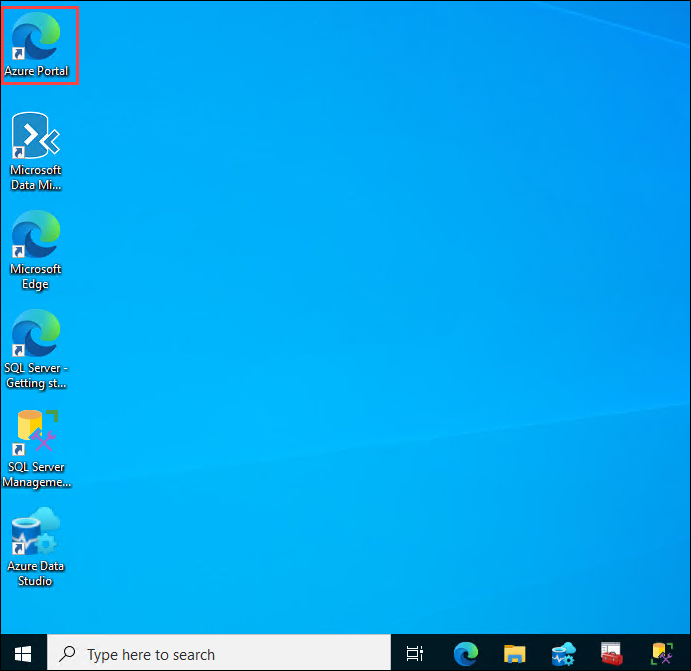 Azure Portal
Microsoft
Data Mi...
Microsoft
Edge
SQL Server -
Getting st...
SQL Server
Manageme...
Azure Data
Studio
Type here to search